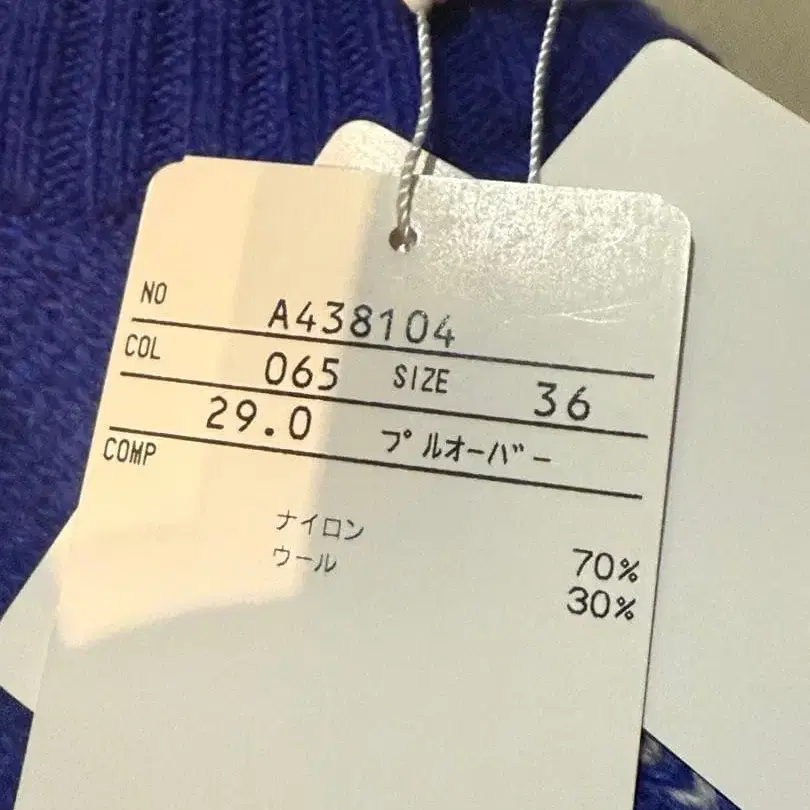 NO A438104
COL 065 SIZE 36
29.0 プルオーバー
COMP
ナイロン 70%
ウール 30%